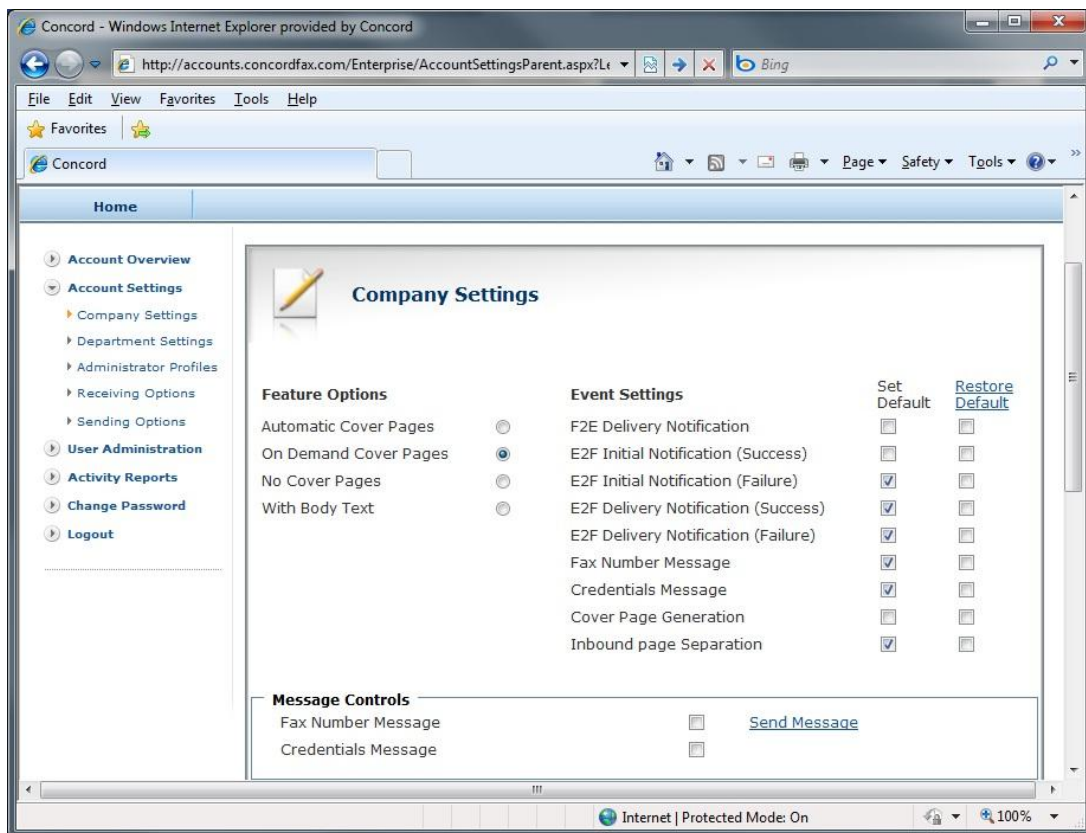 Concord - Windows Internet Explorer provided by Concord
http://accounts.concordfax.com/Enterprise/AccountSettingsParent.aspx?Le
Bing
File Edit View Favorites Tools Help
Favorites
Concord
Page Safety Tools
Home
Account Overview
Account Settings
Company Settings
Department Settings
Administrator Profiles
Receiving Options
Sending Options
User Administration
Activity Reports
Change Password
Logout
Company Settings
Feature Options
Automatic Cover Pages
On Demand Cover Pages
No Cover Pages
With Body Text
Event Settings
Set Default
Restore Default
F2E Delivery Notification
E2F Initial Notification (Success)
E2F Initial Notification (Failure)
E2F Delivery Notification (Success)
E2F Delivery Notification (Failure)
Fax Number Message
Credentials Message
Cover Page Generation
Inbound page Separation
Message Controls
Fax Number Message
Send Message
Credentials Message
Internet | Protected Mode: On
100%